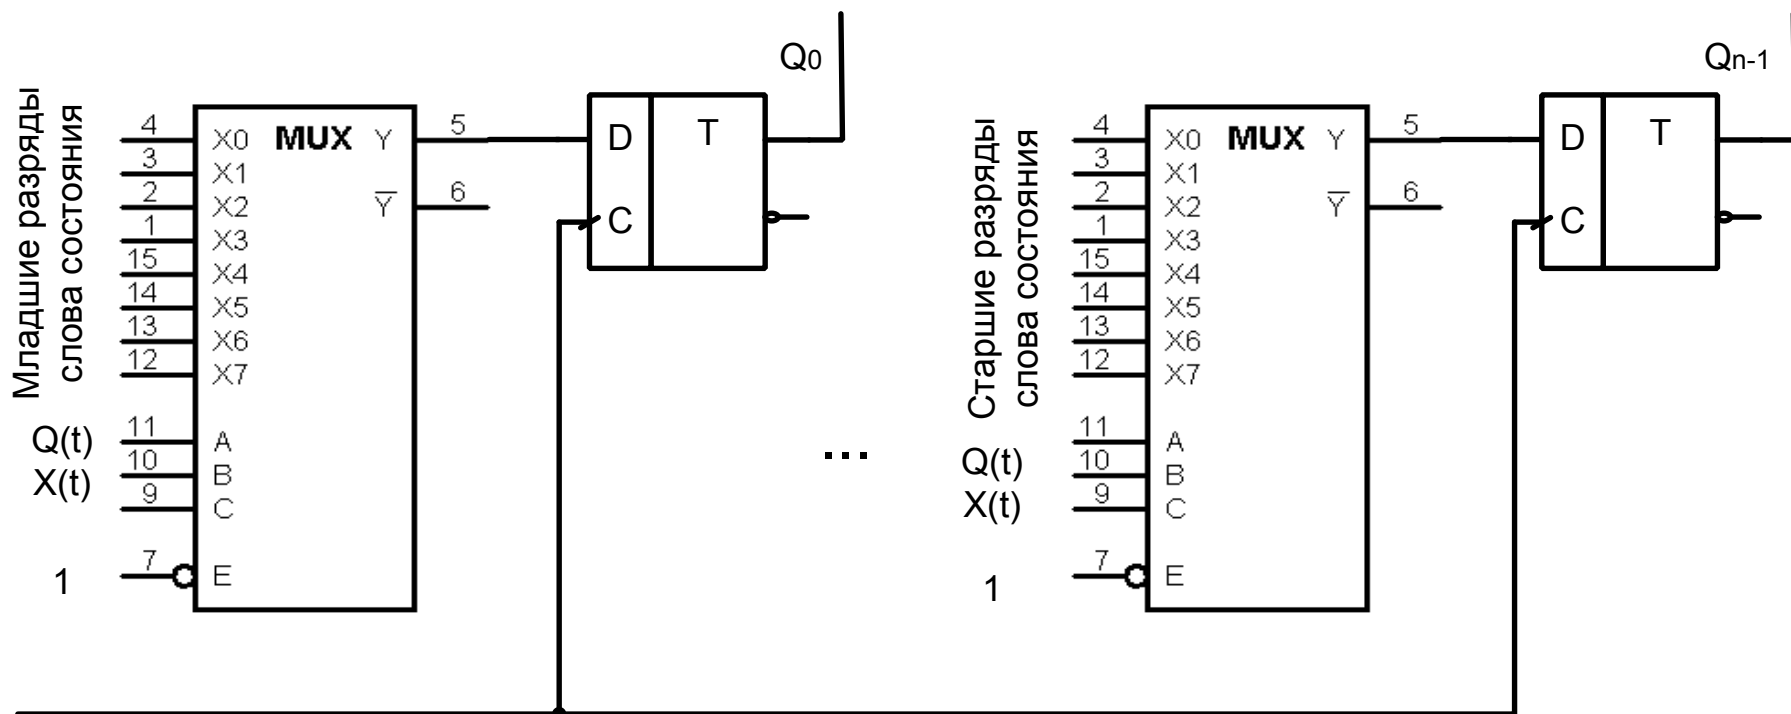 Q0
Qn-1
Младшие разряды
слова состояния
4 X0 MUX Y 5 D T
3 X1
2 X2 Y 6 C
1 X3
15 X4
14 X5
13 X6
12 X7
Q(t) 11 A
X(t) 10 B
9 C
1 7 E
...
Старшие разряды
слова состояния
4 X0 MUX Y 5 D T
3 X1
2 X2 Y 6 C
1 X3
15 X4
14 X5
13 X6
12 X7
Q(t) 11 A
X(t) 10 B
9 C
1 7 E